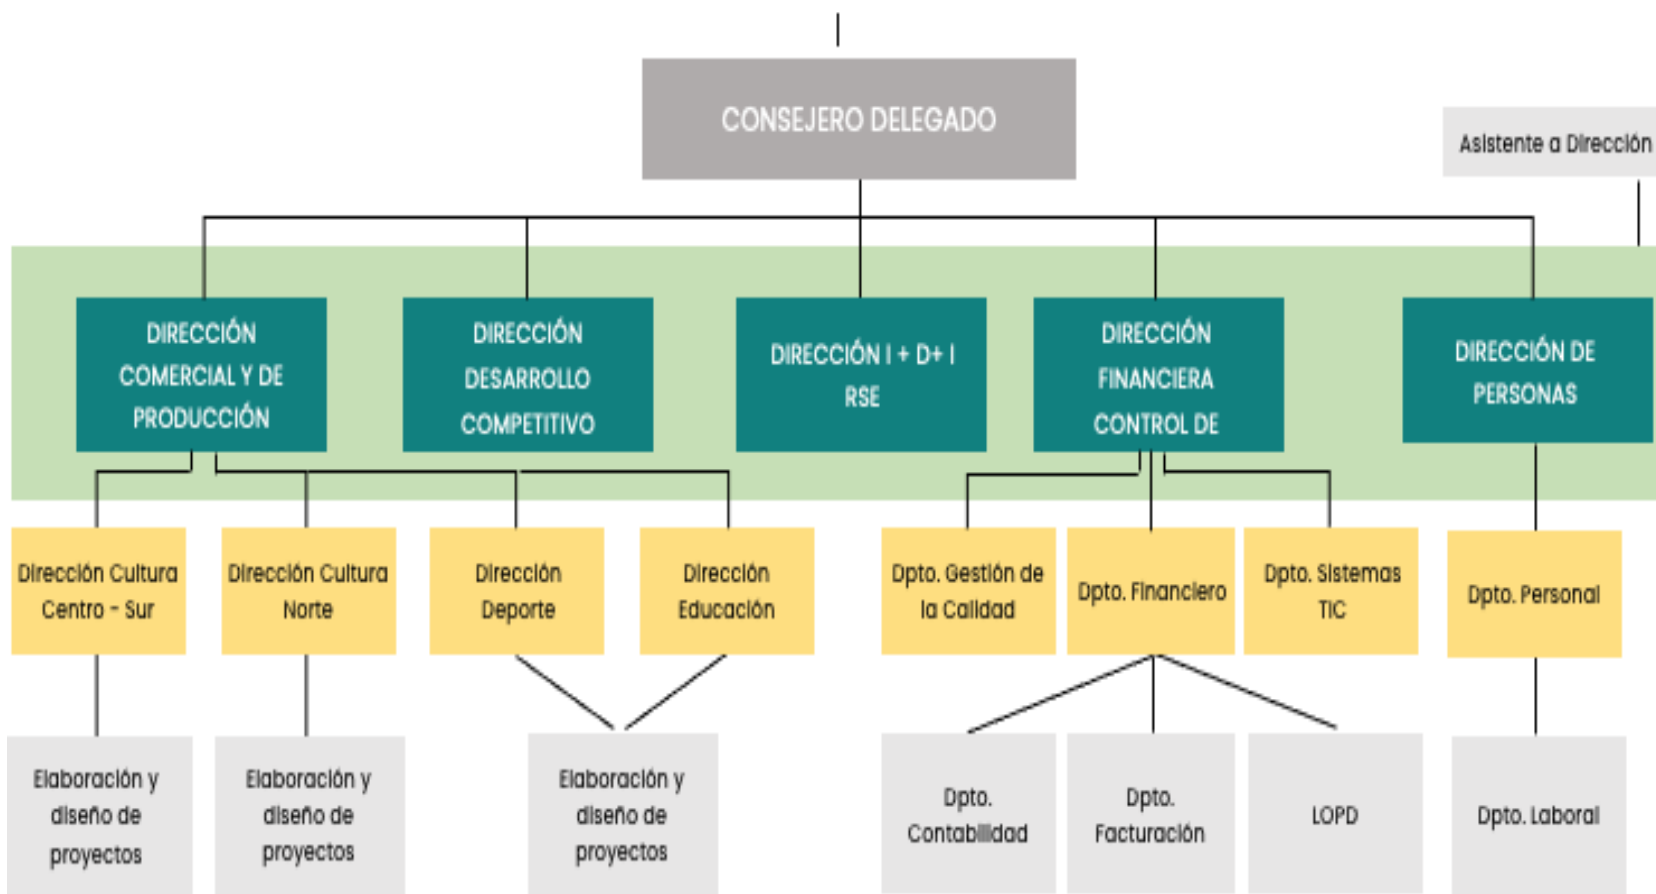 CONSEJERO DELEGADO
Asistente a Dirección
DIRECCIÓN
COMERCIAL Y DE
PRODUCCIÓN
DIRECCIÓN
DESARROLLO
COMPETITIVO
DIRECCIÓN I + D+ I
RSE
DIRECCIÓN
FINANCIERA
CONTROL DE
DIRECCIÓN DE
PERSONAS
Dirección Cultura
Centro - Sur
Dirección Cultura
Norte
Dirección
Deporte
Dirección
Educación
Dpto. Gestión de
la Calidad
Dpto. Financiero
Dpto. Sistemas
TIC
Dpto. Personal
Elaboración y
diseño de
proyectos
Elaboración y
diseño de
proyectos
Elaboración y
diseño de
proyectos
Dpto.
Contabilidad
Dpto.
Facturación
LOPD
Dpto. Laboral